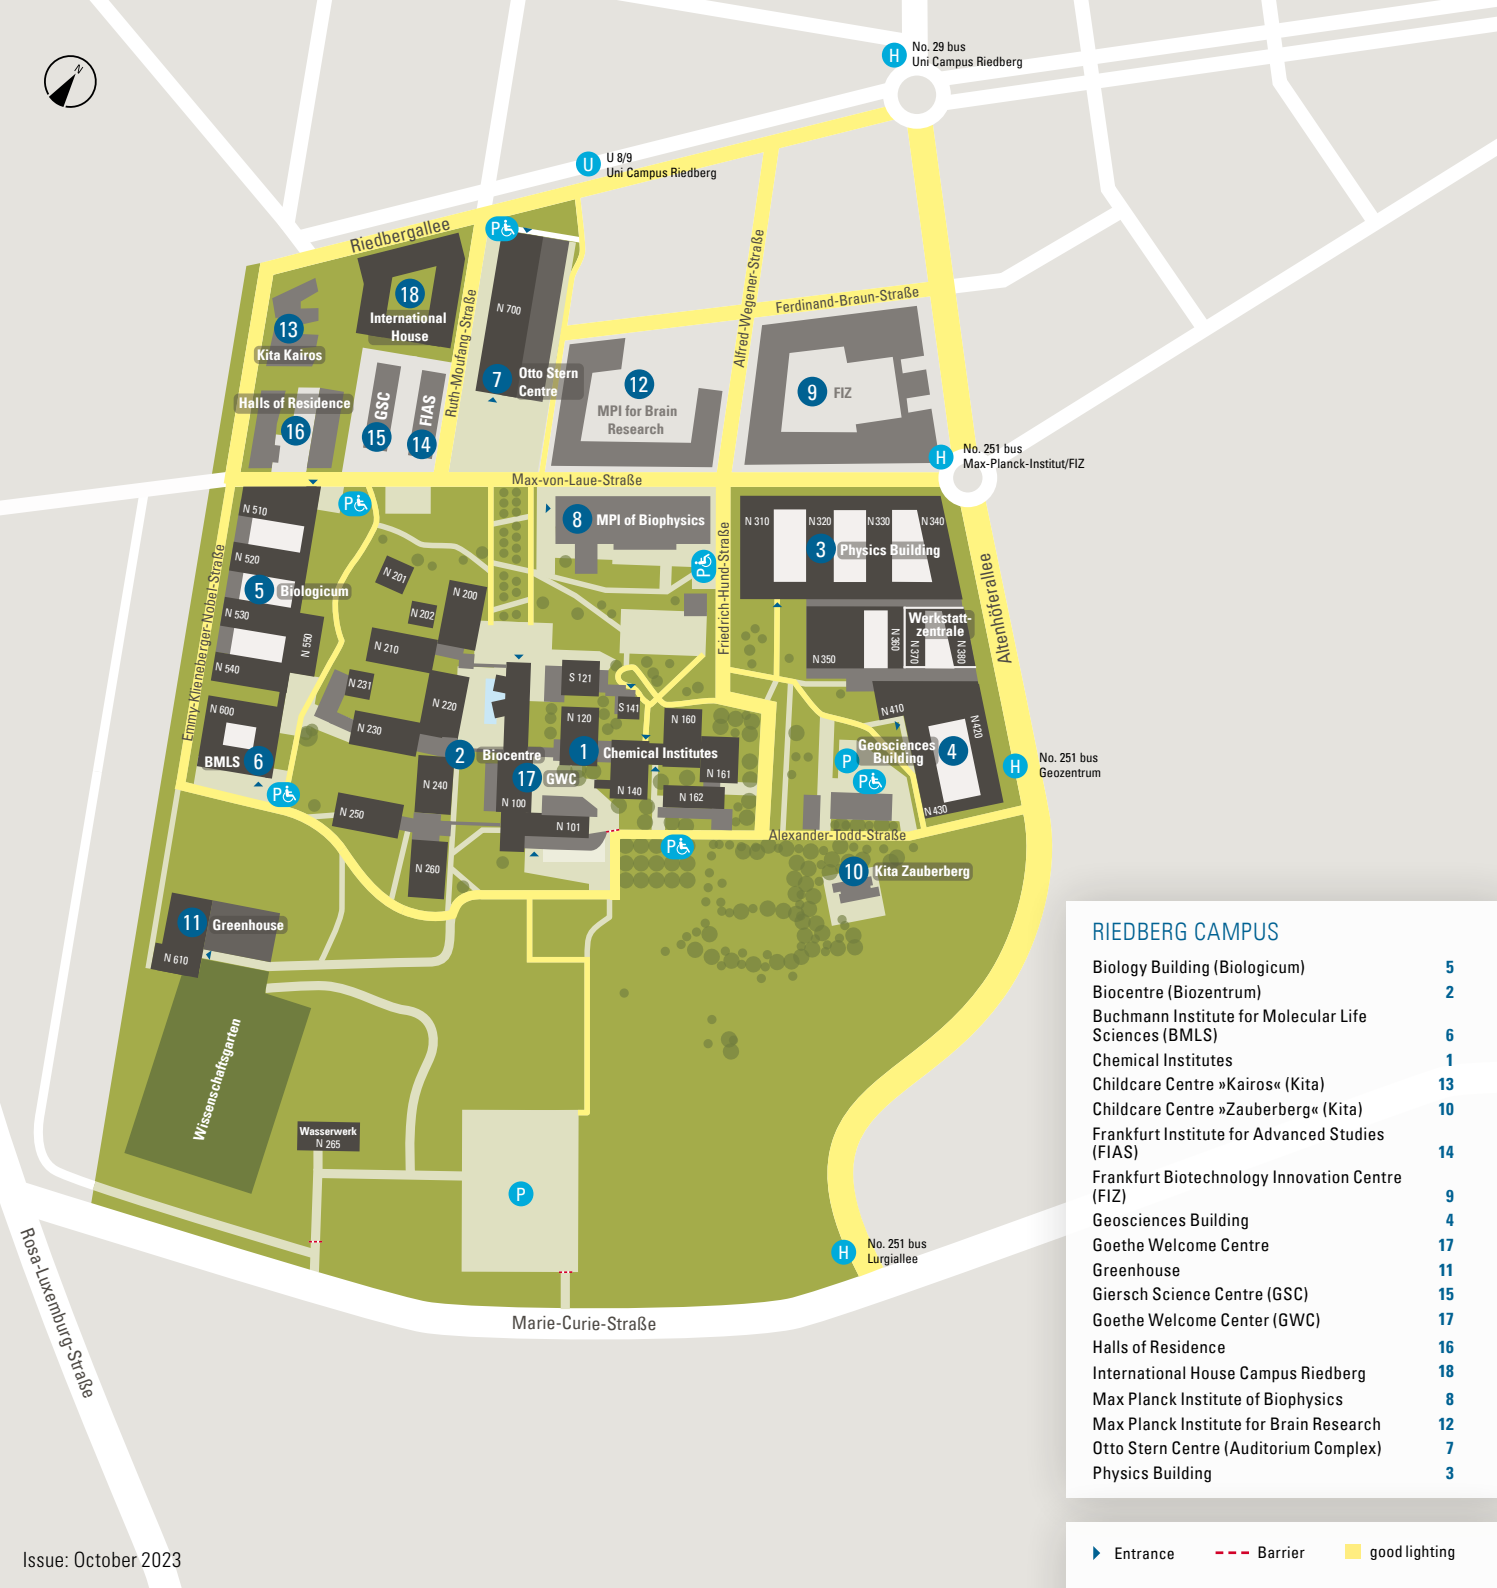 N
H
No. 29 bus
Uni Campus Riedberg
U
U 8/9
Uni Campus Riedberg
Riedbergallee
P
18
International
House
13
Kita Kairos
N 700
Ruth-Moufang-Straße
Alfred-Wegener-Straße
Ferdinand-Braun-Straße
7
Otto Stern
Centre
12
MPI for Brain
Research
9
FIZ
Halls of Residence
16
GSC
15
FIAS
14
H
No. 251 bus
Max-Planck-Institut/FIZ
Max-von-Laue-Straße
P
N 510
N 520
5
Biologicum
N 530
N 540
N 550
N 600
BMLS
6
P
Emmy-Klieneberger-Nobel-Straße
8
MPI of Biophysics
P
Friedrich-Hund-Straße
N 310
N 320
N 330
N 340
3
Physics Building
Werkstatt-
zentrale
N 350
N 360
N 370
N 380
Altenhöferallee
N 201
N 202
N 200
N 210
N 231
N 220
N 230
2
Biocentre
17
GWC
N 240
N 250
N 260
N 100
N 101
S 121
S 141
N 120
N 160
1
Chemical Institutes
N 161
N 140
N 162
N 410
N 420
Geosciences
Building
4
P
P
N 430
H
No. 251 bus
Geozentrum
Alexander-Todd-Straße
P
10
Kita Zauberberg
11
Greenhouse
N 610
Wissenschaftsgarten
Wasserwerk
N 265
P
H
No. 251 bus
Lurgiallee
Marie-Curie-Straße
Rosa-Luxemburg-Straße
RIEDBERG CAMPUS
Biology Building (Biologicum) 5
Biocentre (Biozentrum) 2
Buchmann Institute for Molecular Life
Sciences (BMLS) 6
Chemical Institutes 1
Childcare Centre »Kairos« (Kita) 13
Childcare Centre »Zauberberg« (Kita) 10
Frankfurt Institute for Advanced Studies
(FIAS) 14
Frankfurt Biotechnology Innovation Centre
(FIZ) 9
Geosciences Building 4
Goethe Welcome Centre 17
Greenhouse 11
Giersch Science Centre (GSC) 15
Goethe Welcome Center (GWC) 17
Halls of Residence 16
International House Campus Riedberg 18
Max Planck Institute of Biophysics 8
Max Planck Institute for Brain Research 12
Otto Stern Centre (Auditorium Complex) 7
Physics Building 3
Entrance
Barrier
good lighting
Issue: October 2023